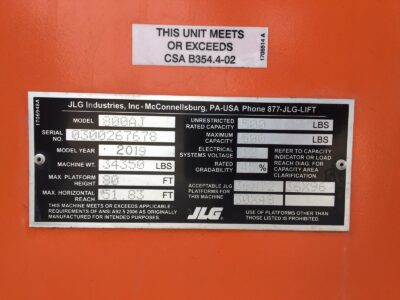 THIS UNIT MEETS
OR EXCEEDS
CSA B354.4-02
1706514 A
1706948A
JLG Industries, Inc - McConnellsburg, PA-USA Phone 877-JLG-LIFT
MODEL 800AJ
SERIAL NO. 0300267678
MODEL YEAR 2019
MACHINE WT. 34350 LBS
MAX. PLATFORM HEIGHT 80 FT
MAX. HORIZONTAL REACH 51.83 FT
THIS MACHINE MEETS OR EXCEEDS APPLICABLE
REQUIREMENTS OF ANSI A92.5 2006 AS ORIGINALLY
MANUFACTURED FOR INTENDED PURPOSES.
UNRESTRICTED RATED CAPACITY 500 LBS
MAXIMUM CAPACITY LBS
ELECTRICAL SYSTEMS VOLTAGE
RATED GRADABILITY %
REFER TO CAPACITY
INDICATOR OR LOAD
REACH DIAG. FOR
CAPACITY AREA
CLARIFICATION.
ACCEPTABLE JLG
PLATFORMS FOR
THIS MACHINE
36X96
30X48
JLG
USE OF PLATFORMS OTHER THAN
THOSE LISTED IS PROHIBITED.